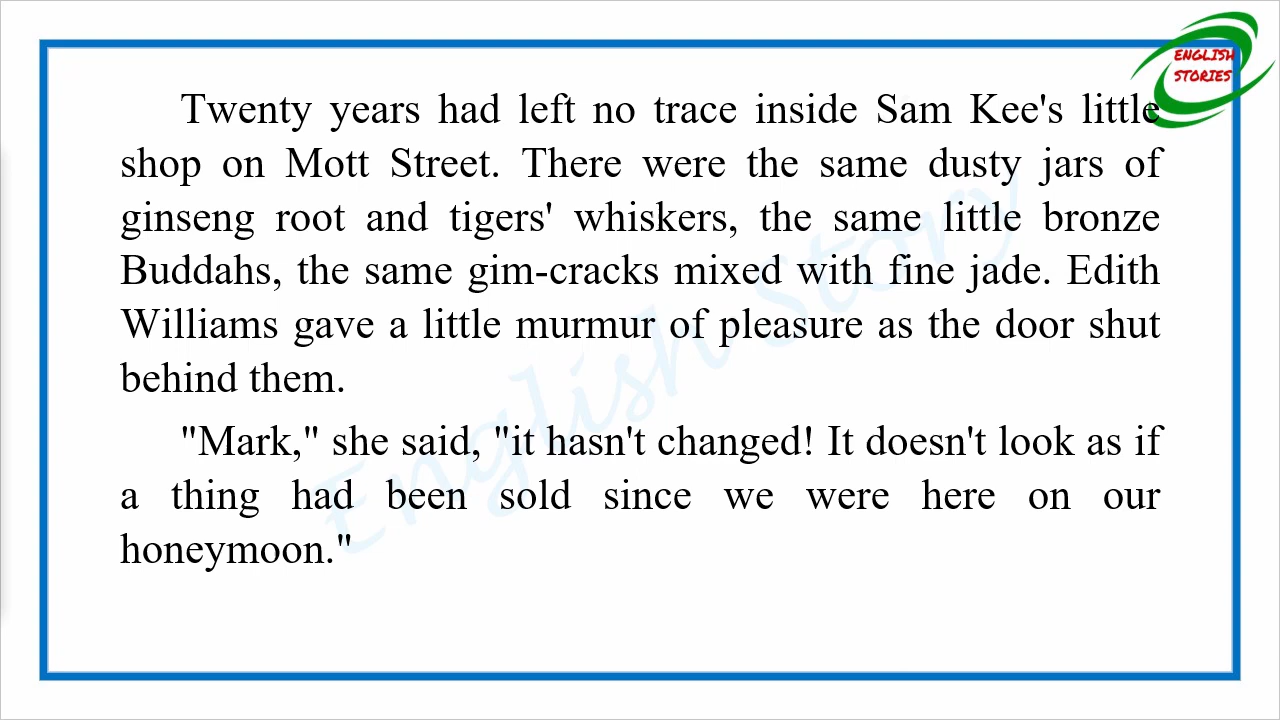 ENGLISH
STORIES
Twenty years had left no trace inside Sam Kee's little
shop on Mott Street. There were the same dusty jars of
ginseng root and tigers' whiskers, the same little bronze
Buddahs, the same gim-cracks mixed with fine jade. Edith
Williams gave a little murmur of pleasure as the door shut
behind them.
"Mark," she said, "it hasn't changed! It doesn't look as if
a thing had been sold since we were here on our
honeymoon."
English Story